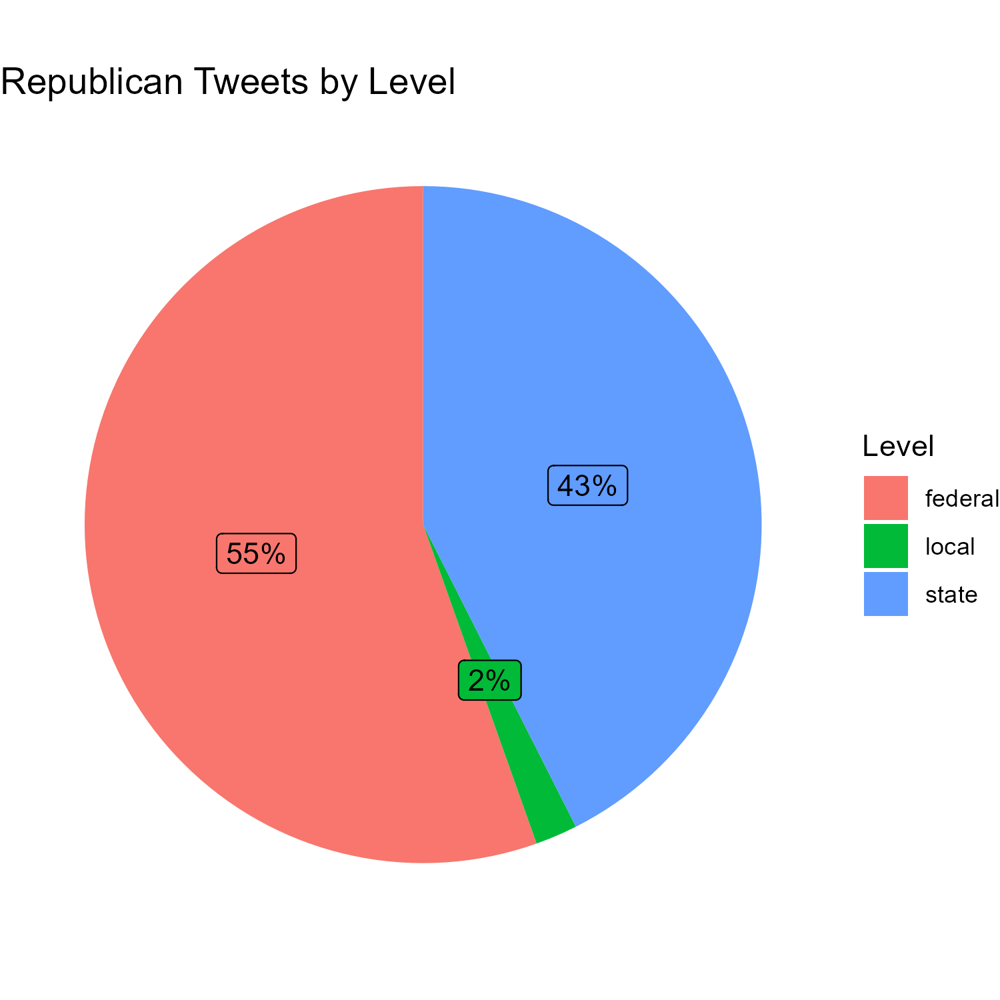 Republican Tweets by Level
43%
55%
2%
Level
federal
local
state